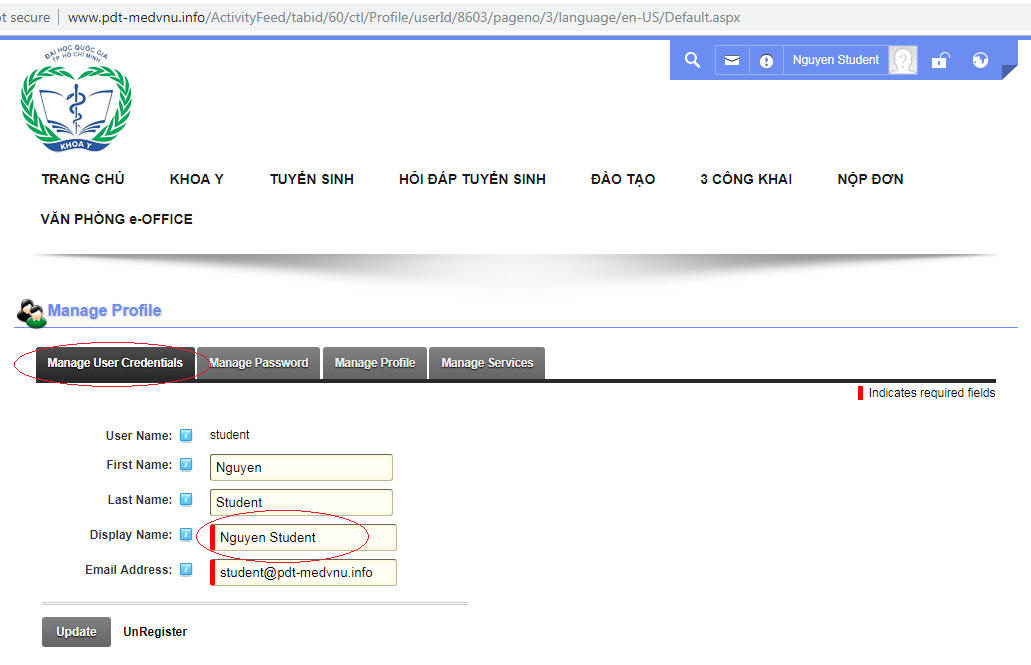 t secure www.pdt-medvnu.info/ActivityFeed/tabid/60/ctl/Profile/userId/8603/pageno/3/language/en-US/Default.aspx
Nguyen Student
ĐẠI HỌC QUỐC GIA
TP. HỒ CHÍ MINH
KHOA Y
TRANG CHỦ KHOA Y TUYỂN SINH HỎI ĐÁP TUYỂN SINH ĐÀO TẠO 3 CÔNG KHAI NỘP ĐƠN
VĂN PHÒNG e-OFFICE
Manage Profile
Manage User Credentials Manage Password Manage Profile Manage Services
Indicates required fields
User Name: student
First Name: Nguyen
Last Name: Student
Display Name: Nguyen Student
Email Address: student@pdt-medvnu.info
Update UnRegister